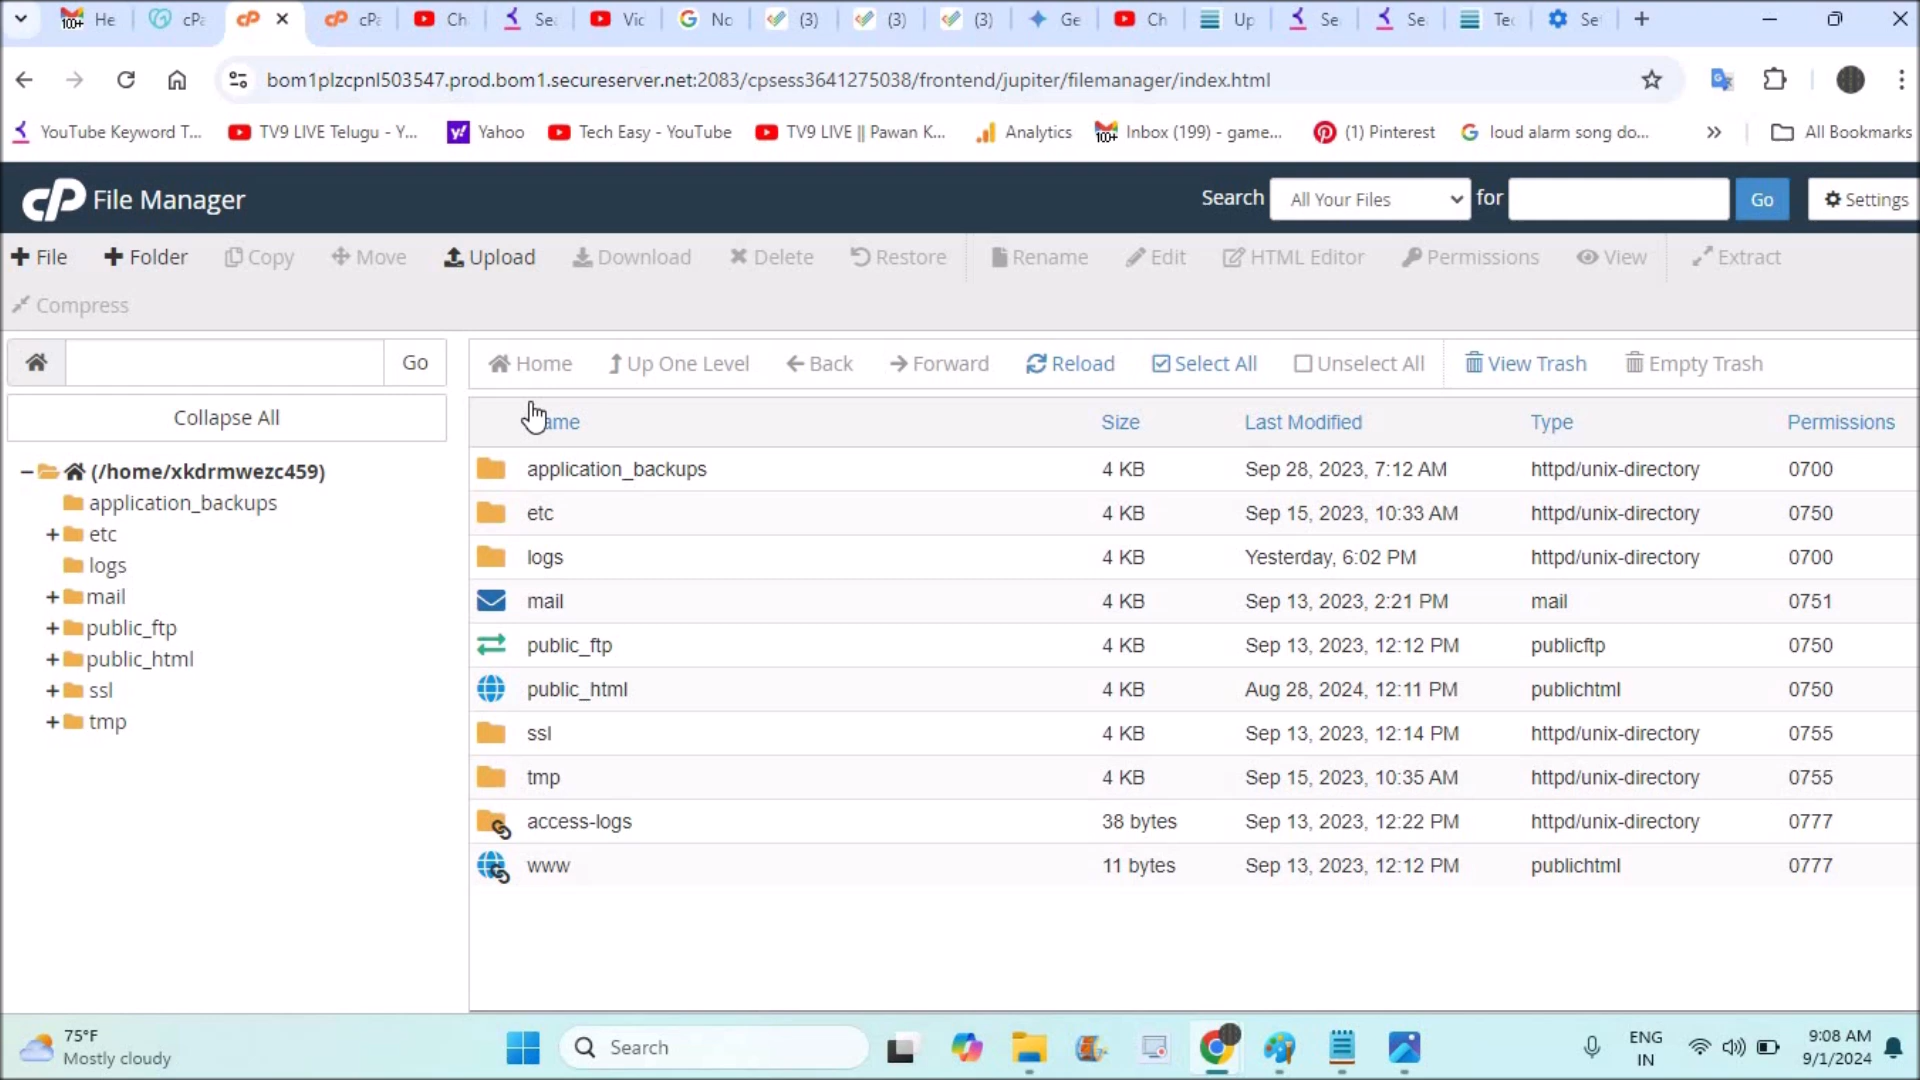 100+ He cPa cP cPa Ch Se Vic No (3) (3) (3) Ge Ch Up Se Se Tec Se
bom1plzcpnl503547.prod.bom1.secureserver.net:2083/cpsess3641275038/frontend/jupiter/filemanager/index.html
YouTube Keyword T... TV9 LIVE Telugu - Y... Yahoo Tech Easy - YouTube TV9 LIVE || Pawan K... Analytics 100+ Inbox (199) - game... (1) Pinterest loud alarm song do... » All Bookmarks
cP File Manager Search All Your Files for Go Settings
File Folder Copy Move Upload Download Delete Restore Rename Edit HTML Editor Permissions View Extract
Compress
Go Home Up One Level Back Forward Reload Select All Unselect All View Trash Empty Trash
Collapse All
(/home/xkdrmwezc459)
application_backups
etc
logs
mail
public_ftp
public_html
ssl
tmp
ame Size Last Modified Type Permissions
application_backups 4 KB Sep 28, 2023, 7:12 AM httpd/unix-directory 0700
etc 4 KB Sep 15, 2023, 10:33 AM httpd/unix-directory 0750
logs 4 KB Yesterday, 6:02 PM httpd/unix-directory 0700
mail 4 KB Sep 13, 2023, 2:21 PM mail 0751
public_ftp 4 KB Sep 13, 2023, 12:12 PM publicftp 0750
public_html 4 KB Aug 28, 2024, 12:11 PM publichtml 0750
ssl 4 KB Sep 13, 2023, 12:14 PM httpd/unix-directory 0755
tmp 4 KB Sep 15, 2023, 10:35 AM httpd/unix-directory 0755
access-logs 38 bytes Sep 13, 2023, 12:22 PM httpd/unix-directory 0777
www 11 bytes Sep 13, 2023, 12:12 PM publichtml 0777
75°F
Mostly cloudy
Search
ENG
IN
9:08 AM
9/1/2024